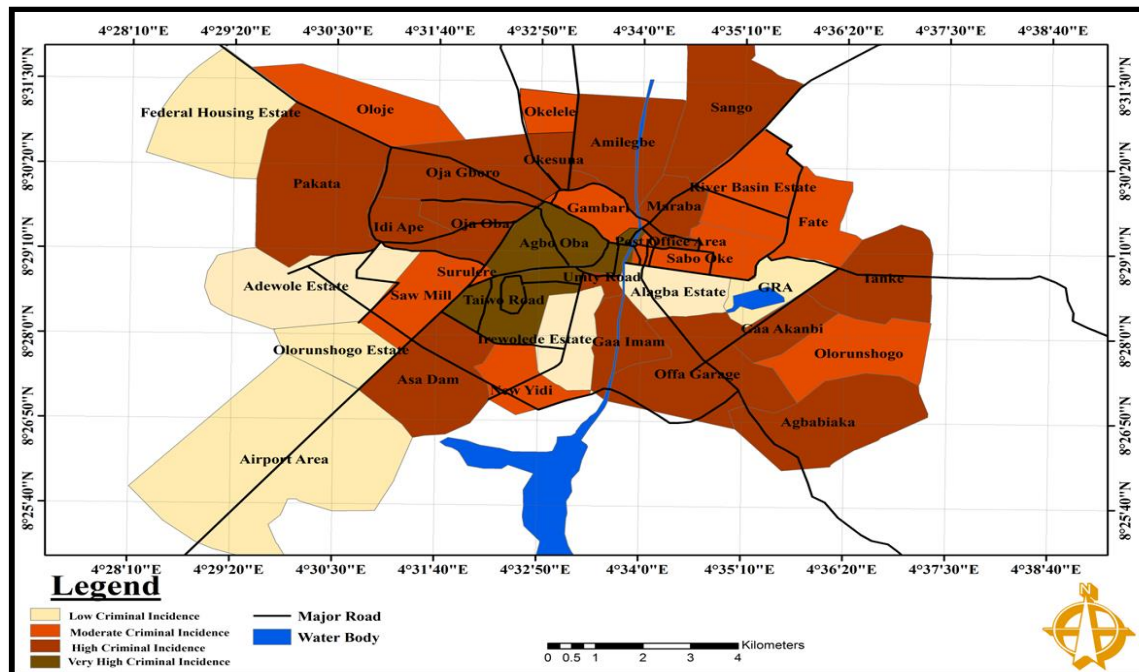 4°28'10"E 4°29'20"E 4°30'30"E 4°31'40"E 4°32'50"E 4°34'0"E 4°35'10"E 4°36'20"E 4°37'30"E 4°38'40"E
8°31'30"N 8°31'30"N
Federal Housing Estate Oloje Okelele Sango
Amilegbe
8°30'20"N Okesuna 8°30'20"N
Pakata Oja Gboro River Basin Estate
Gambari Maraba
Idi Ape Oja Oba Fate
8°29'10"N Agbo Oba Post Office Area 8°29'10"N
Sabo Oke
Adewole Estate Surulere Unity Road GRA Tanke
Saw Mill Taiwo Road Alagba Estate
8°28'0"N Irewolede Estate Gaa Imam Gaa Akanbi 8°28'0"N
Olorunshogo Estate Olorunshogo
Asa Dam Offa Garage
New Yidi
8°26'50"N Agbabiaka 8°26'50"N
Airport Area
8°25'40"N 8°25'40"N
4°28'10"E 4°29'20"E 4°30'30"E 4°31'40"E 4°32'50"E 4°34'0"E 4°35'10"E 4°36'20"E 4°37'30"E 4°38'40"E
Legend
Low Criminal Incidence
Moderate Criminal Incidence
High Criminal Incidence
Very High Criminal Incidence
Major Road
Water Body
Kilometers
0 0.5 1 2 3 4
N